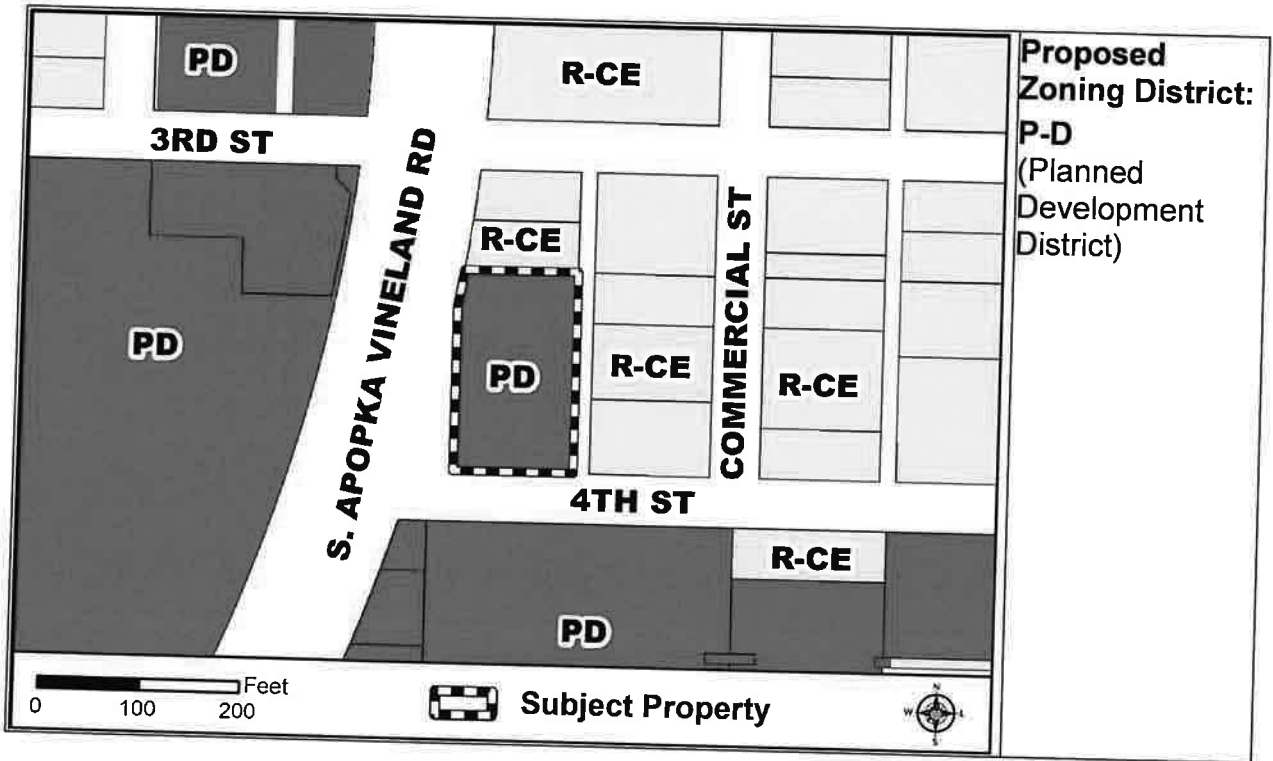 PD
R-CE
3RD ST
S. APOPKA VINELAND RD
R-CE
PD
PD
R-CE
COMMERCIAL ST
R-CE
4TH ST
R-CE
PD
Feet
0 100 200
Subject Property
N
W
S
Proposed
Zoning District:
P-D
(Planned
Development
District)